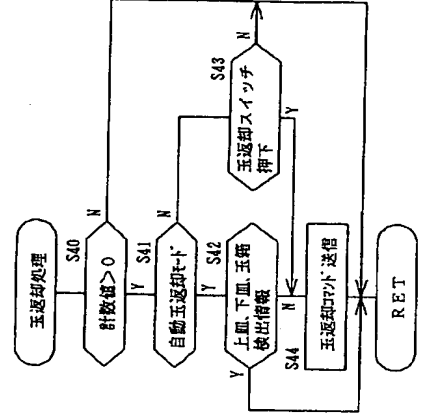 玉返却処理
S40
計数値>0
N
Y
S41
自動玉返却モード
N
Y
S42
上皿、下皿、玉箱
検出情報
Y
N
S43
玉返却スイッチ
押下
N
Y
S44
玉返却コマンド送信
RET